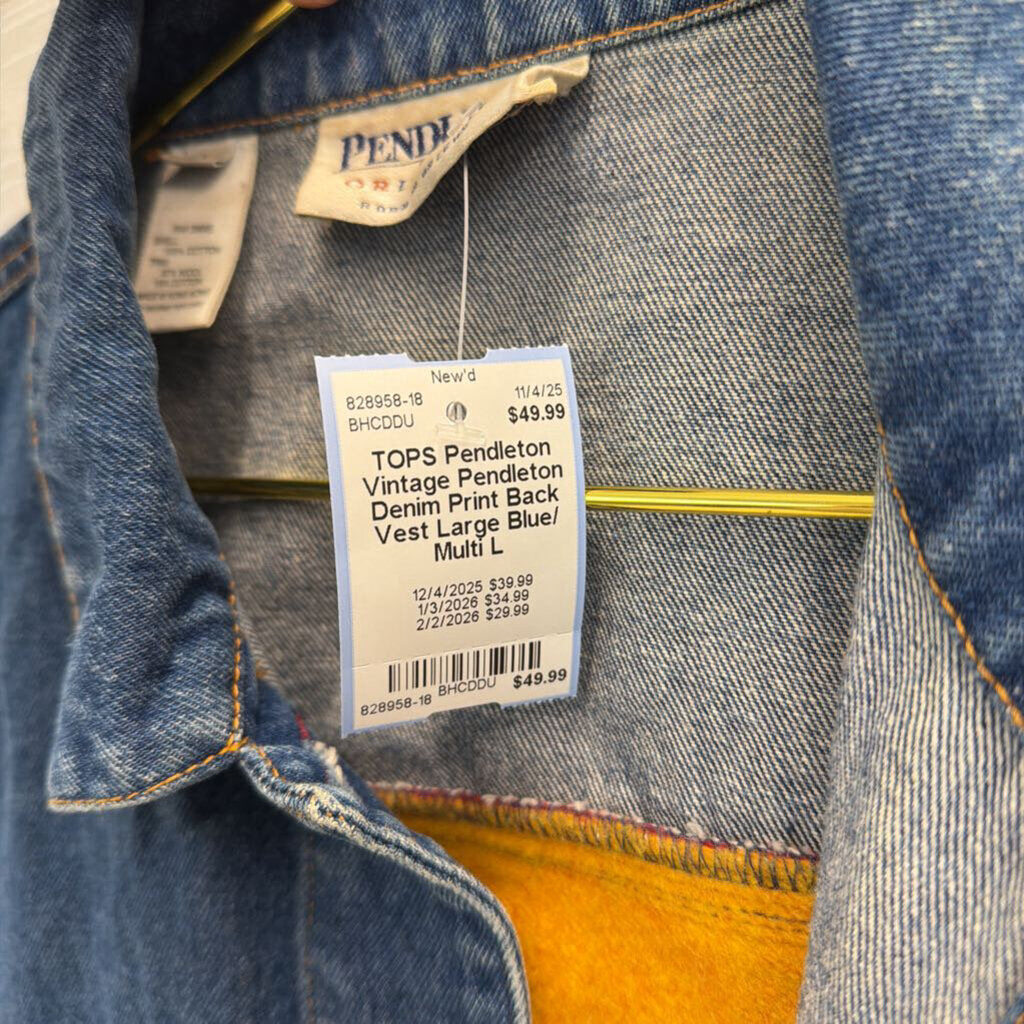 PENDL
ORI
New'd
828958-18 11/4/25
BHCDDU $49.99
TOPS Pendleton
Vintage Pendleton
Denim Print Back
Vest Large Blue/
Multi L
12/4/2025 $39.99
1/3/2026 $34.99
2/2/2026 $29.99
828958-18 BHCDDU $49.99